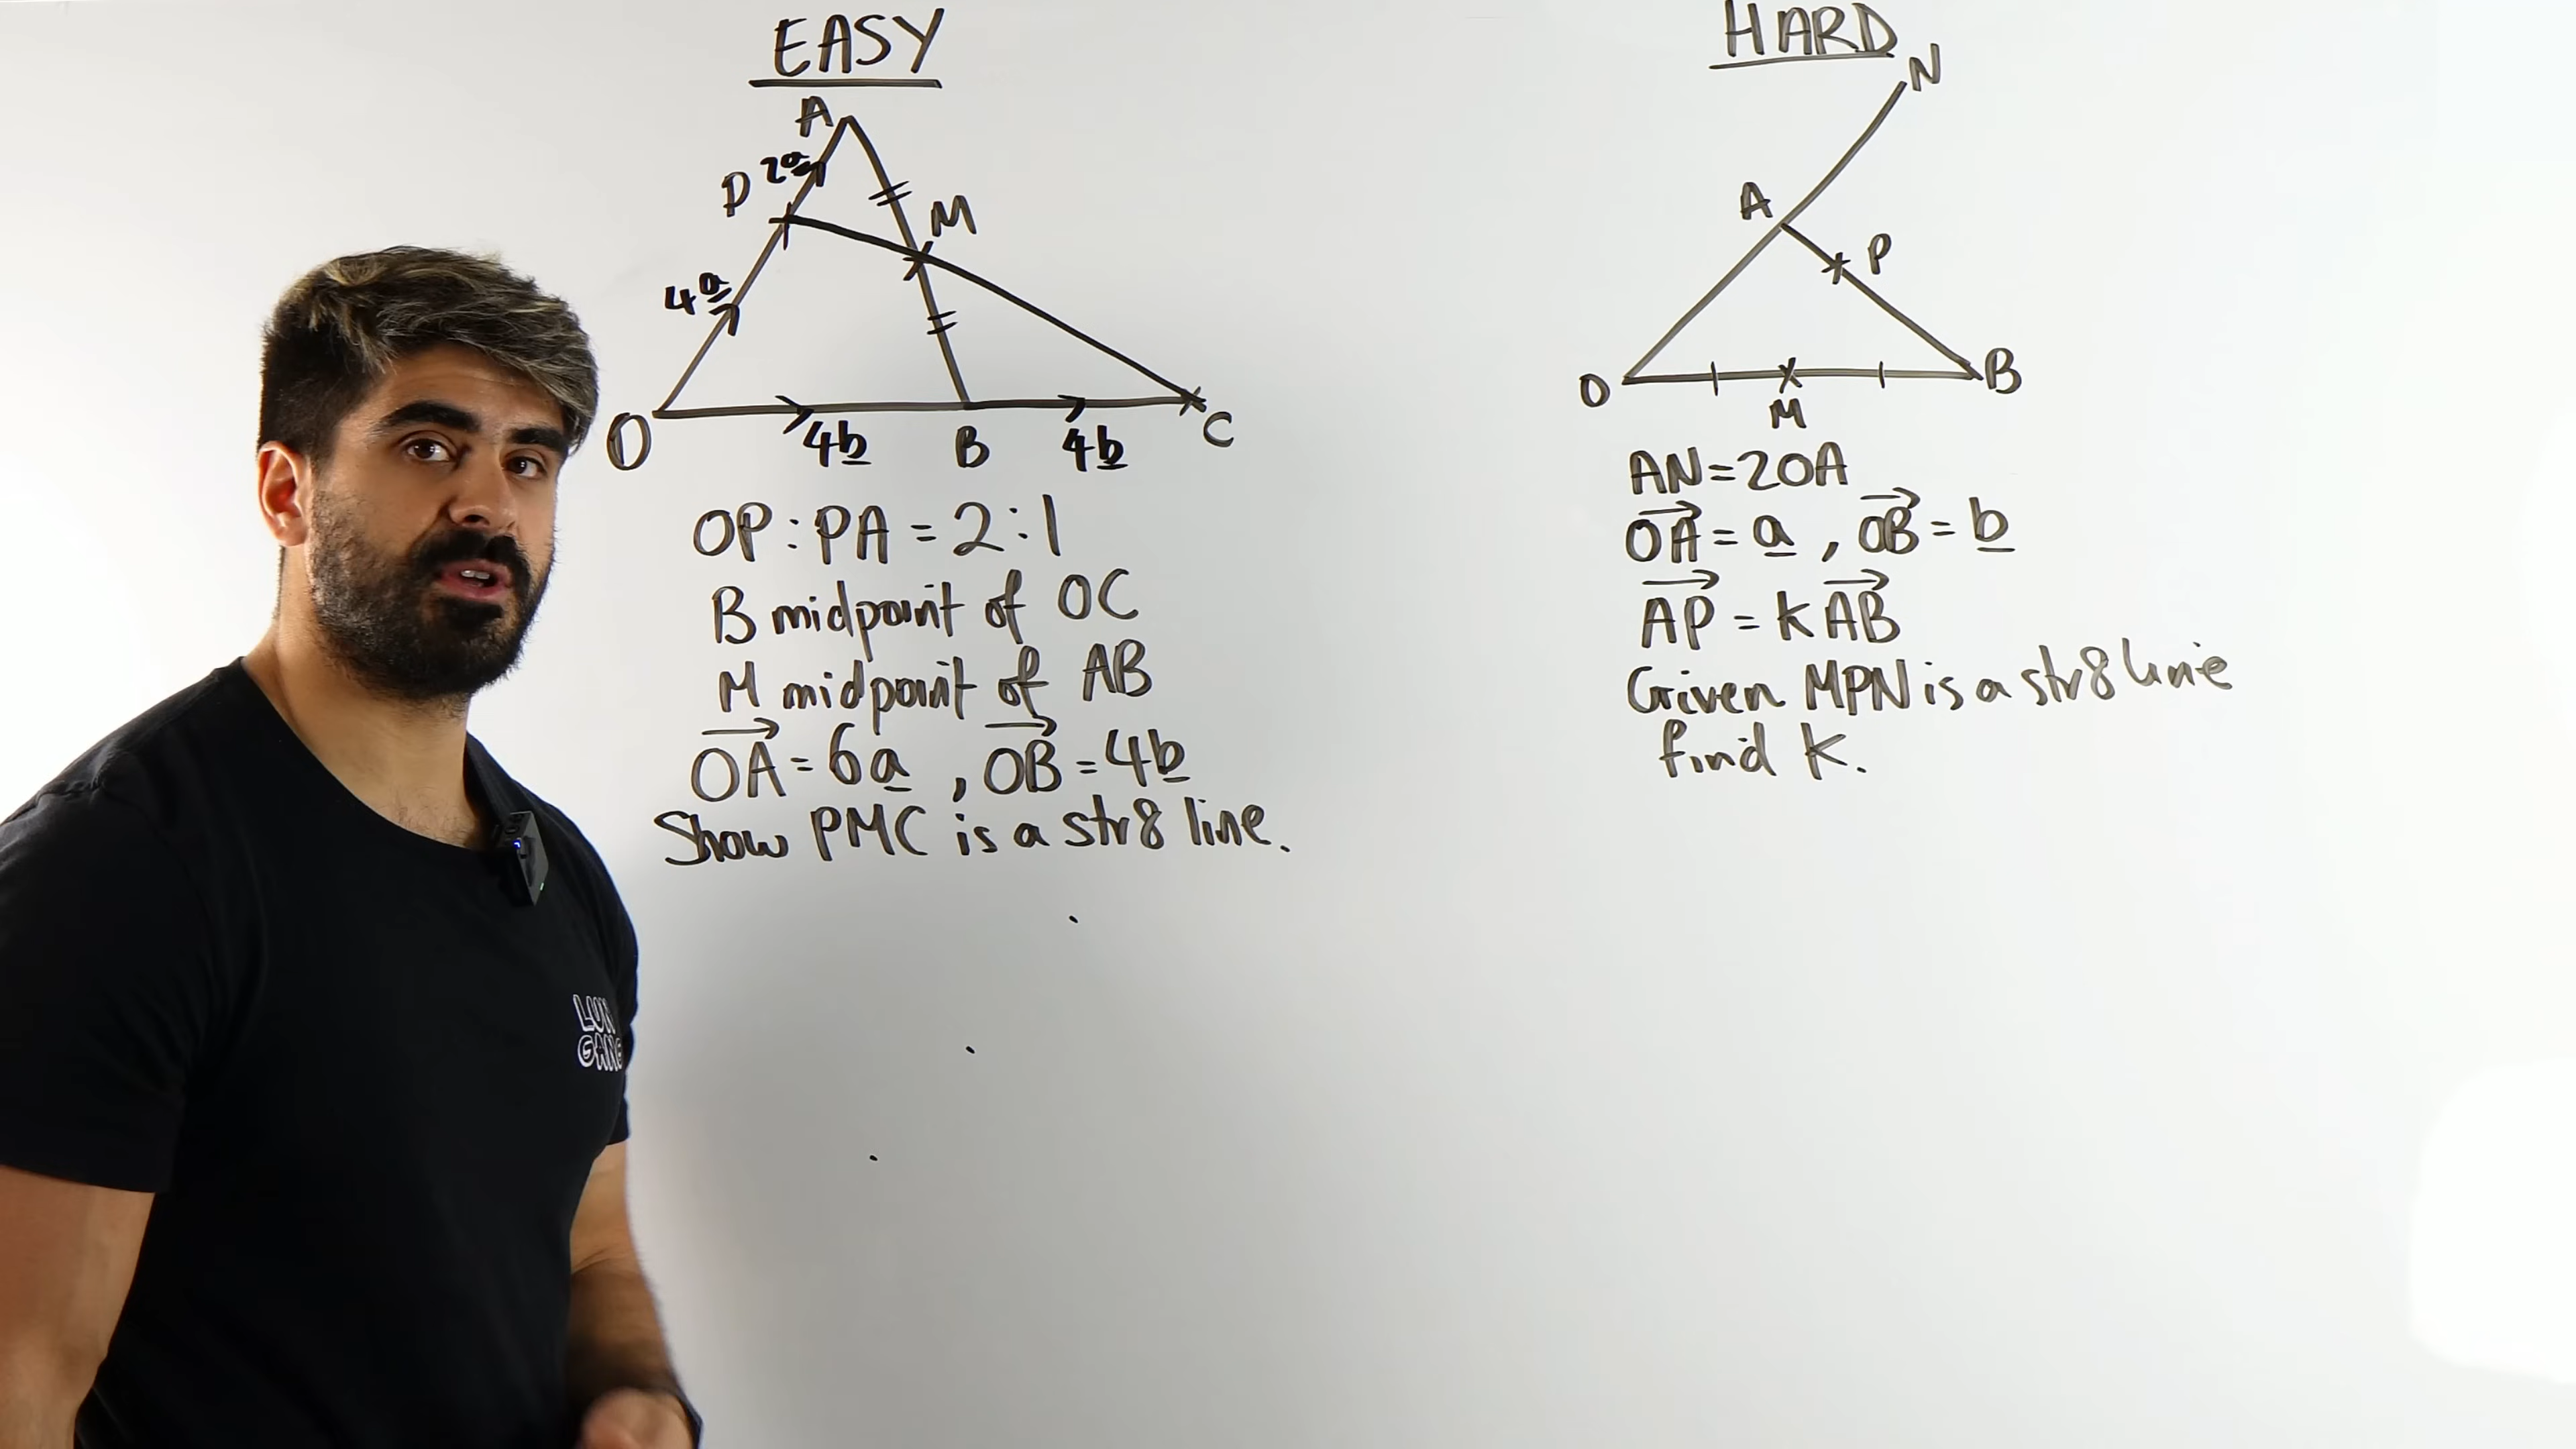 EASY
A
P 2a
M
4a
O 4b B 4b C
OP : PA = 2 : 1
B midpoint of OC
M midpoint of AB
OA = 6a , OB = 4b
Show PMC is a str8 line.
HARD
N
A
P
O M B
AN = 2OA
OA = a , OB = b
AP = K AB
Given MPN is a str8 line
find K.